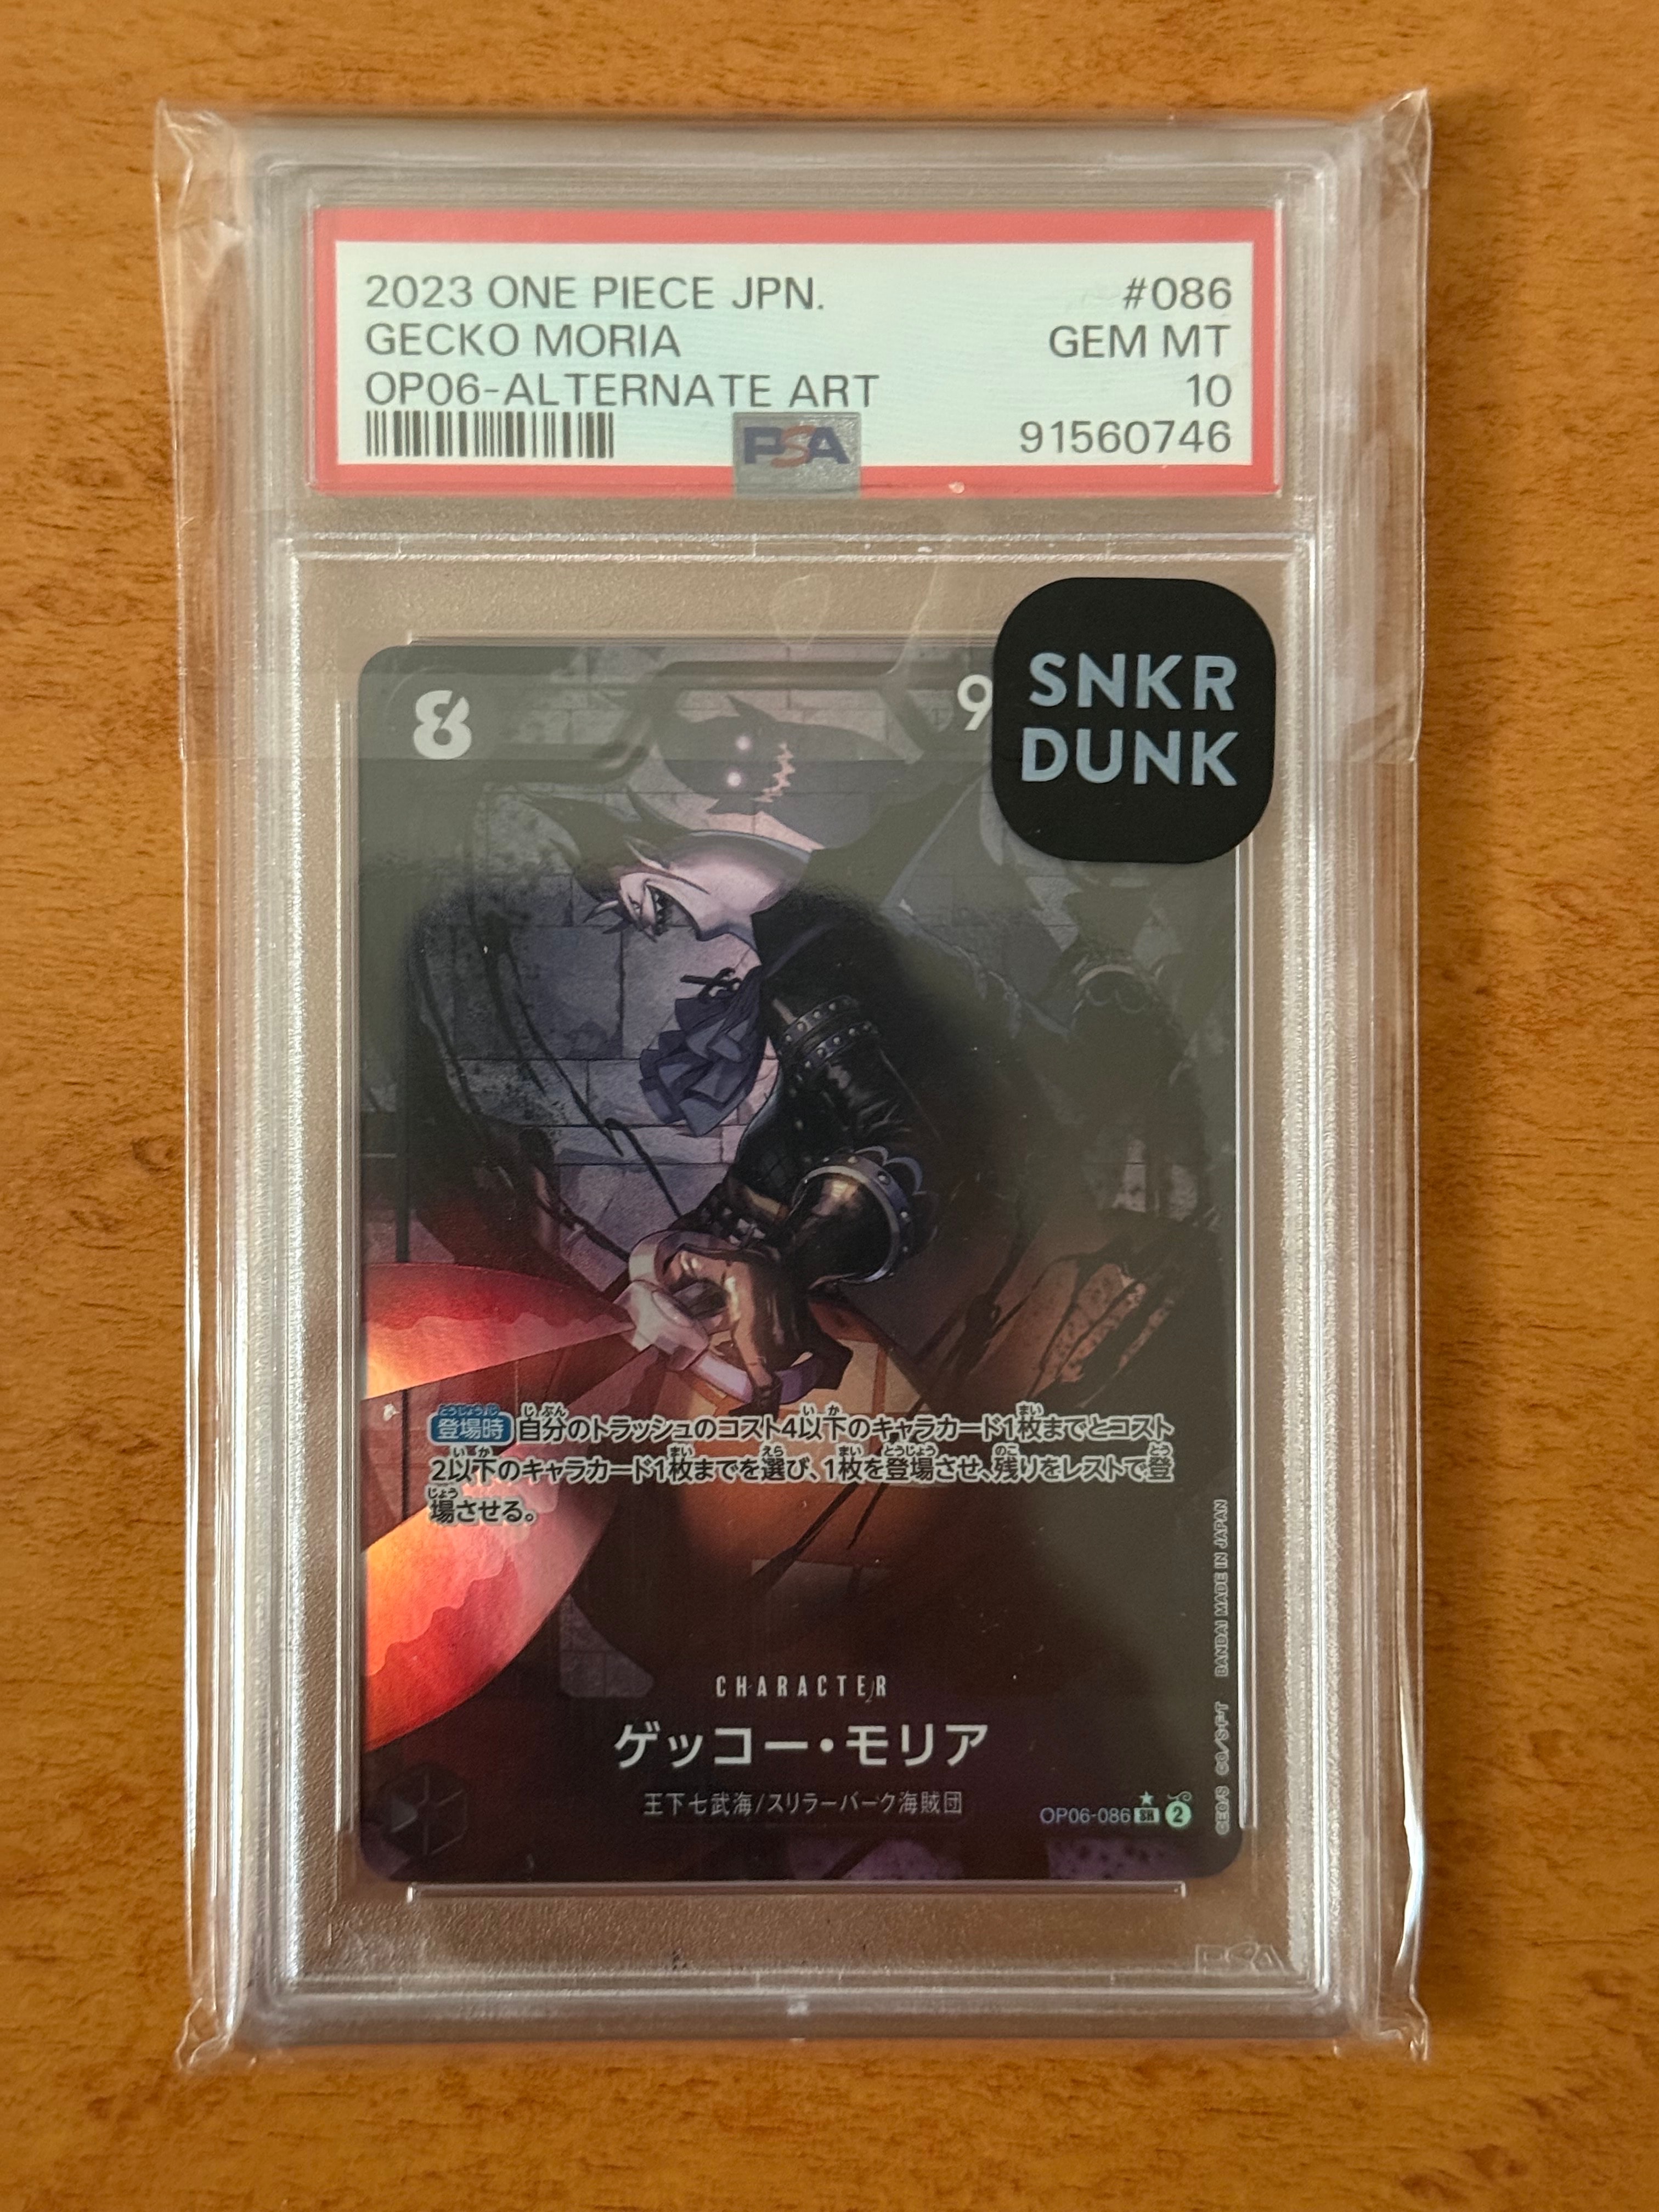 2023 ONE PIECE JPN. #086
GECKO MORIA GEM MT
OP06-ALTERNATE ART 10
PSA 91560746
SNKR
DUNK
8 9
登場時 自分のトラッシュのコスト4以下のキャラカード1枚までとコスト
2以下のキャラカード1枚までを選び、1枚を登場させ、残りをレストで登
場させる。
CHARACTER
ゲッコー・モリア
王下七武海/スリラーバーク海賊団
OP06-086 SR 2
BANDAI MADE IN JAPAN
PSA